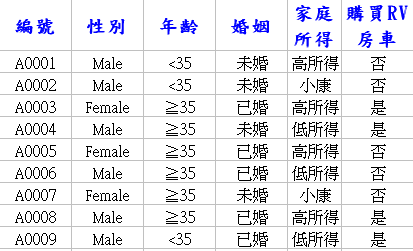 編號 性別 年齡 婚姻 家庭所得 購買RV房車
A0001 Male <35 未婚 高所得 否
A0002 Male <35 未婚 小康 否
A0003 Female ≧35 已婚 高所得 是
A0004 Male ≧35 未婚 低所得 是
A0005 Female ≧35 已婚 高所得 否
A0006 Male ≧35 已婚 低所得 否
A0007 Female ≧35 未婚 小康 否
A0008 Male ≧35 已婚 高所得 是
A0009 Male <35 已婚 低所得 是